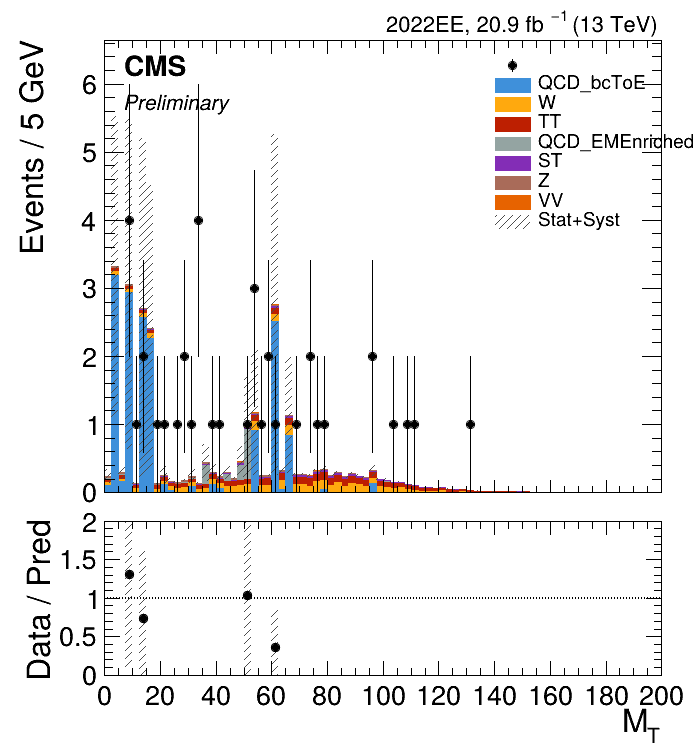 2022EE, 20.9 fb⁻¹ (13 TeV)
CMS
Preliminary
QCD_bcToE
W
TT
QCD_EMEnriched
ST
Z
VV
Stat+Syst
Events / 5 GeV
6
5
4
3
2
1
0
Data / Pred
2
1.5
1
0.5
0
0 20 40 60 80 100 120 140 160 180 200
M_T